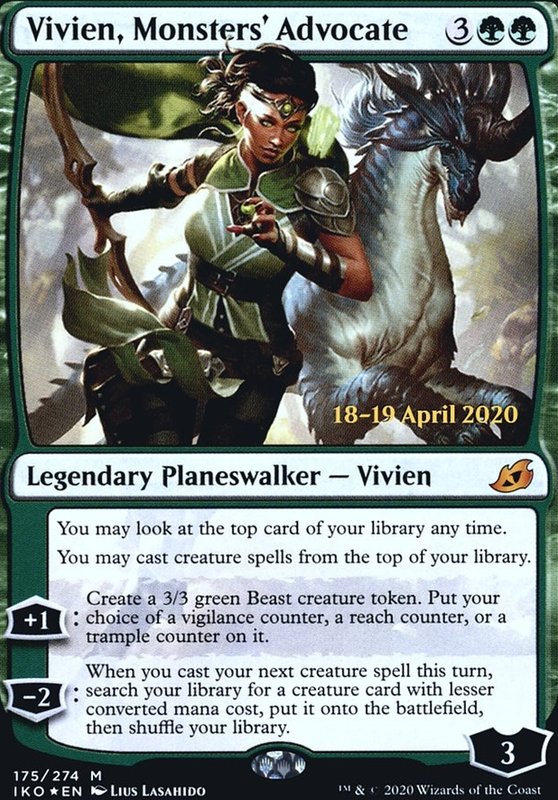 Vivien, Monsters' Advocate 3
18–19 April 2020
Legendary Planeswalker — Vivien
You may look at the top card of your library any time.
You may cast creature spells from the top of your library.
+1 : Create a 3/3 green Beast creature token. Put your
choice of a vigilance counter, a reach counter, or a
trample counter on it.
−2 : When you cast your next creature spell this turn,
search your library for a creature card with lesser
converted mana cost, put it onto the battlefield,
then shuffle your library.
3
175/274 M
IKO ★ EN Lius Lasahido
™ & © 2020 Wizards of the Coast